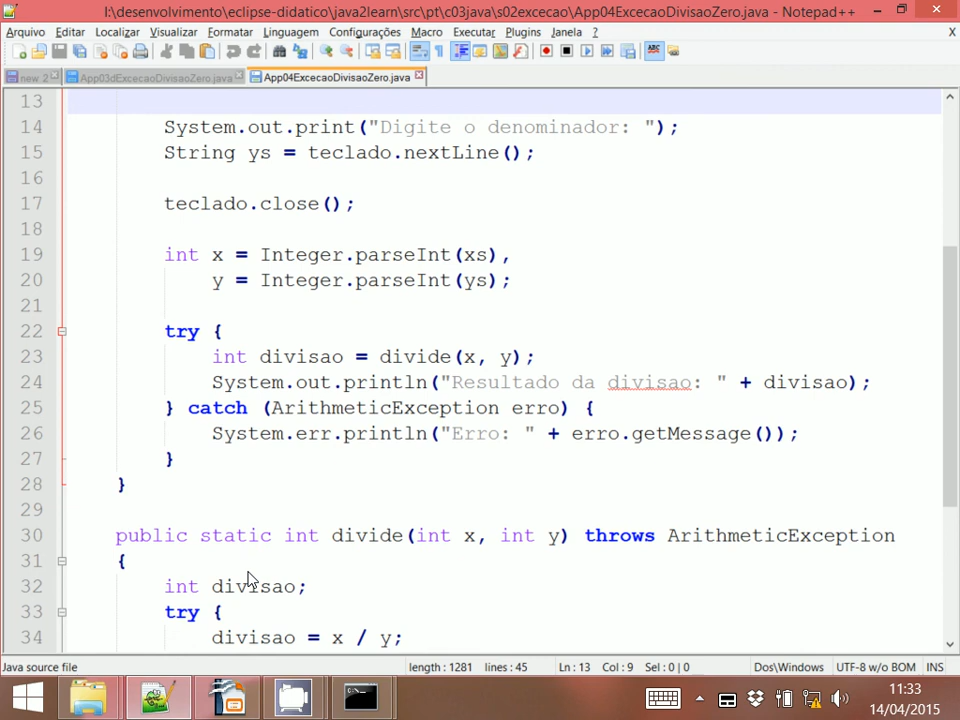 I:\desenvolvimento\eclipse-didatico\java2learn\src\pt\c03java\s02excecao\App04ExcecaoDivisaoZero.java - Notepad++
Arquivo Editar Localizar Visualizar Formatar Linguagem Configurações Macro Executar Plugins Janela ? X
new 2 App03dExcecaoDivisaoZero.java App04ExcecaoDivisaoZero.java
13
14 System.out.print("Digite o denominador: ");
15 String ys = teclado.nextLine();
16
17 teclado.close();
18
19 int x = Integer.parseInt(xs),
20 y = Integer.parseInt(ys);
21
22 try {
23 int divisao = divide(x, y);
24 System.out.println("Resultado da divisao: " + divisao);
25 } catch (ArithmeticException erro) {
26 System.err.println("Erro: " + erro.getMessage());
27 }
28 }
29
30 public static int divide(int x, int y) throws ArithmeticException
31 {
32 int divisao;
33 try {
34 divisao = x / y;
Java source file length : 1281 lines : 45 Ln : 13 Col : 9 Sel : 0 | 0 Dos\Windows UTF-8 w/o BOM INS
11:33
14/04/2015